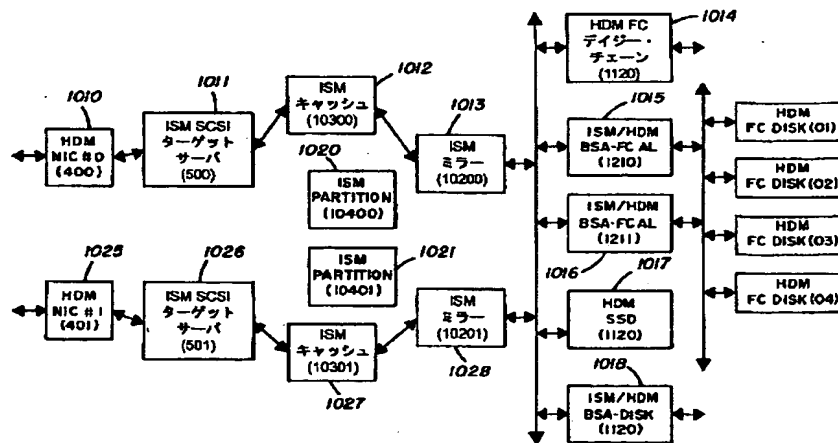 1010
HDM
NIC #0
(400)
1011
ISM SCSI
ターゲット
サーバ
(500)
1012
ISM
キャッシュ
(10300)
1020
ISM
PARTITION
(10400)
1013
ISM
ミラー
(10200)
1014
HDM FC
デイジー・
チェーン
(1120)
1015
ISM/HDM
BSA-FC AL
(1210)
HDM
FC DISK(01)
HDM
FC DISK(02)
HDM
FC DISK(03)
HDM
FC DISK(04)
1025
HDM
NIC #1
(401)
1026
ISM SCSI
ターゲット
サーバ
(501)
1021
ISM
PARTITION
(10401)
ISM
キャッシュ
(10301)
1027
ISM
ミラー
(10201)
1028
ISM/HDM
BSA-FC AL
(1211)
1016
1017
HDM
SSD
(1120)
1018
ISM/HDM
BSA-DISK
(1120)